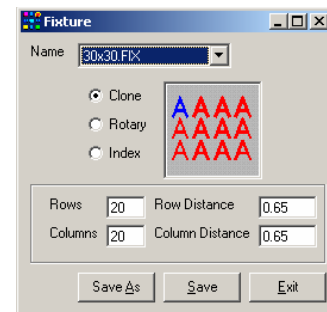 Fixture
Name 30x30.FIX
Clone
Rotary
Index
AAAA
AAAA
AAAA
Rows 20 Row Distance 0.65
Columns 20 Column Distance 0.65
Save As Save Exit